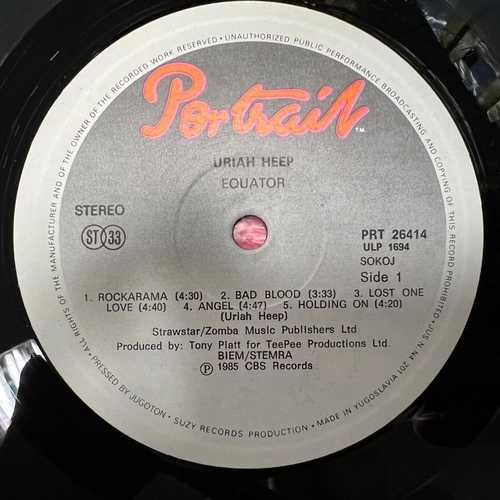 ALL RIGHTS OF THE MANUFACTURER AND OF THE OWNER OF THE RECORDED WORK RESERVED • UNAUTHORIZED PUBLIC PERFORMANCE BROADCASTING AND COPYING OF THIS RECORD PROHIBITED •
Portrait™
URIAH HEEP
EQUATOR
STEREO
ST 33
PRT 26414
ULP 1694
SOKOJ
Side 1
1. ROCKARAMA (4:30) 2. BAD BLOOD (3:33) 3. LOST ONE
LOVE (4:40) 4. ANGEL (4:47) 5. HOLDING ON (4:20)
(Uriah Heep)
Strawstar/Zomba Music Publishers Ltd
Produced by: Tony Platt for TeePee Productions Ltd.
BIEM/STEMRA
Ⓟ 1985 CBS Records
PRESSED BY JUGOTON • SUZY RECORDS PRODUCTION • MADE IN YUGOSLAVIA JUS N N4 201